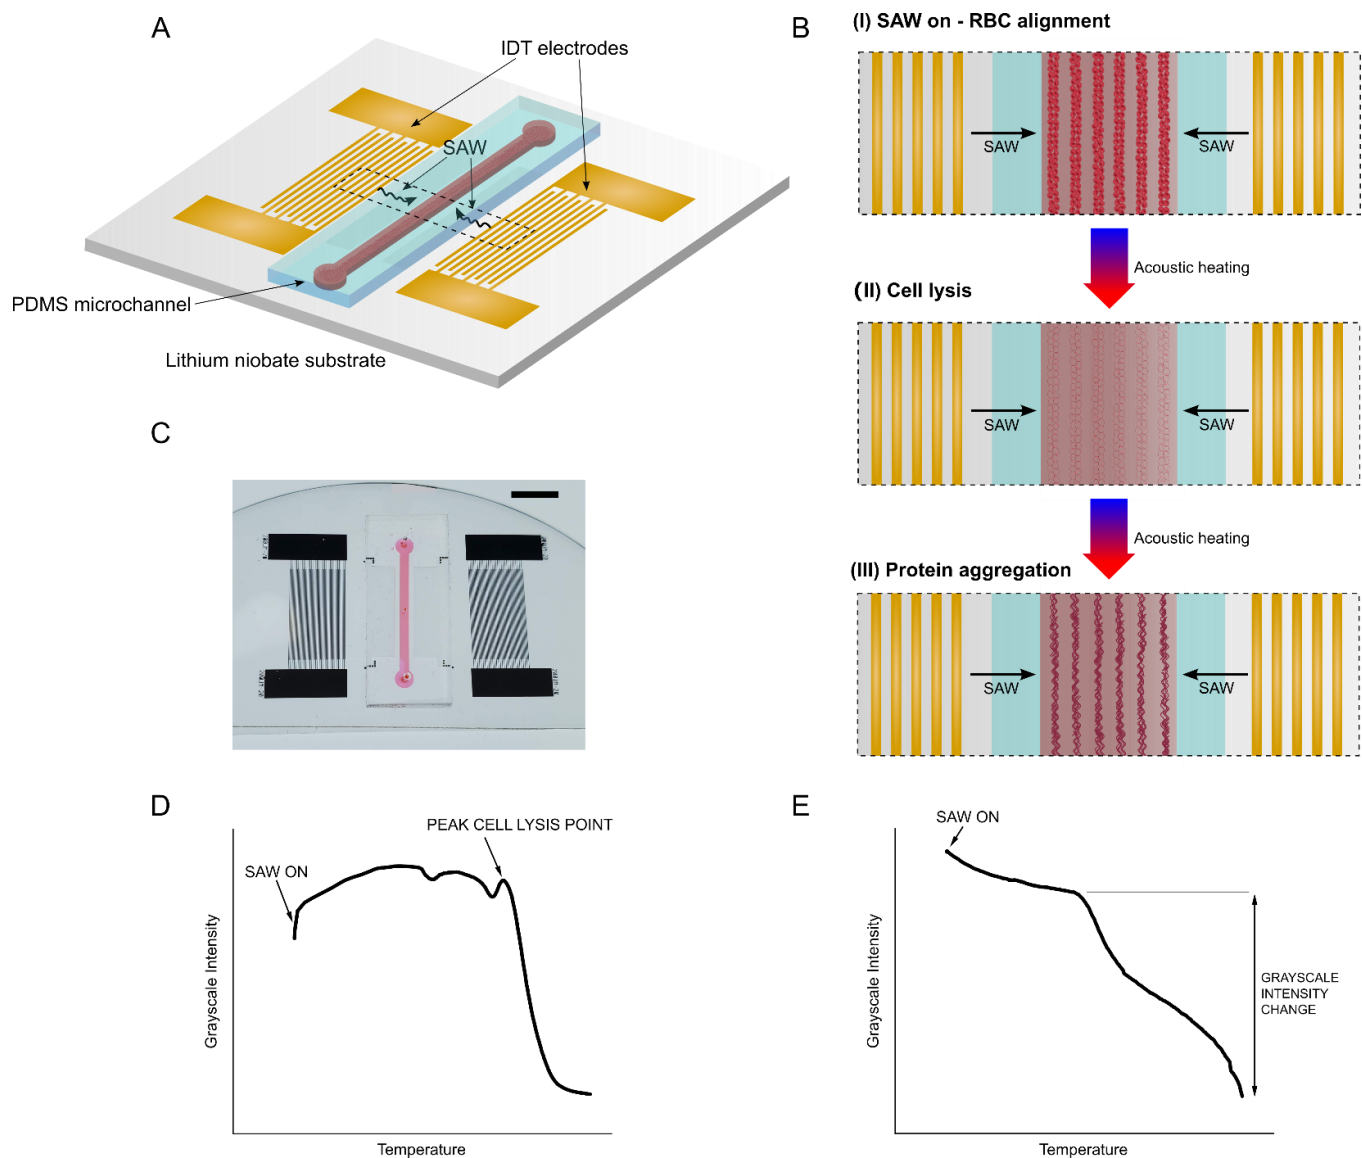 A
IDT electrodes
SAW
PDMS microchannel
Lithium niobate substrate
B
(I) SAW on - RBC alignment
SAW
SAW
Acoustic heating
(II) Cell lysis
SAW
SAW
Acoustic heating
(III) Protein aggregation
SAW
SAW
C
D
PEAK CELL LYSIS POINT
SAW ON
Grayscale Intensity
Temperature
E
SAW ON
Grayscale Intensity
GRAYSCALE
INTENSITY
CHANGE
Temperature